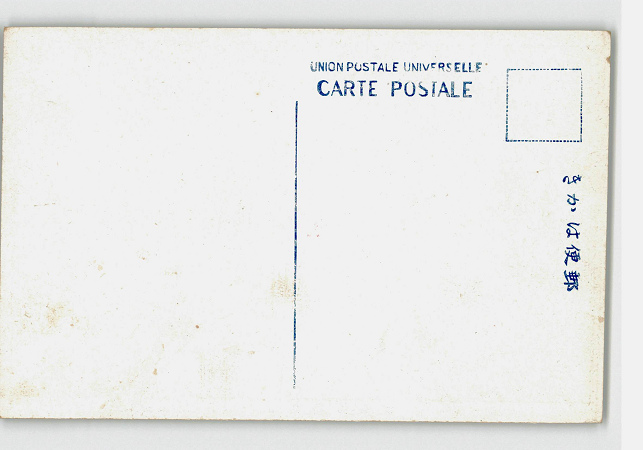 UNION POSTALE UNIVERSELLE
CARTE POSTALE
きかは便郵